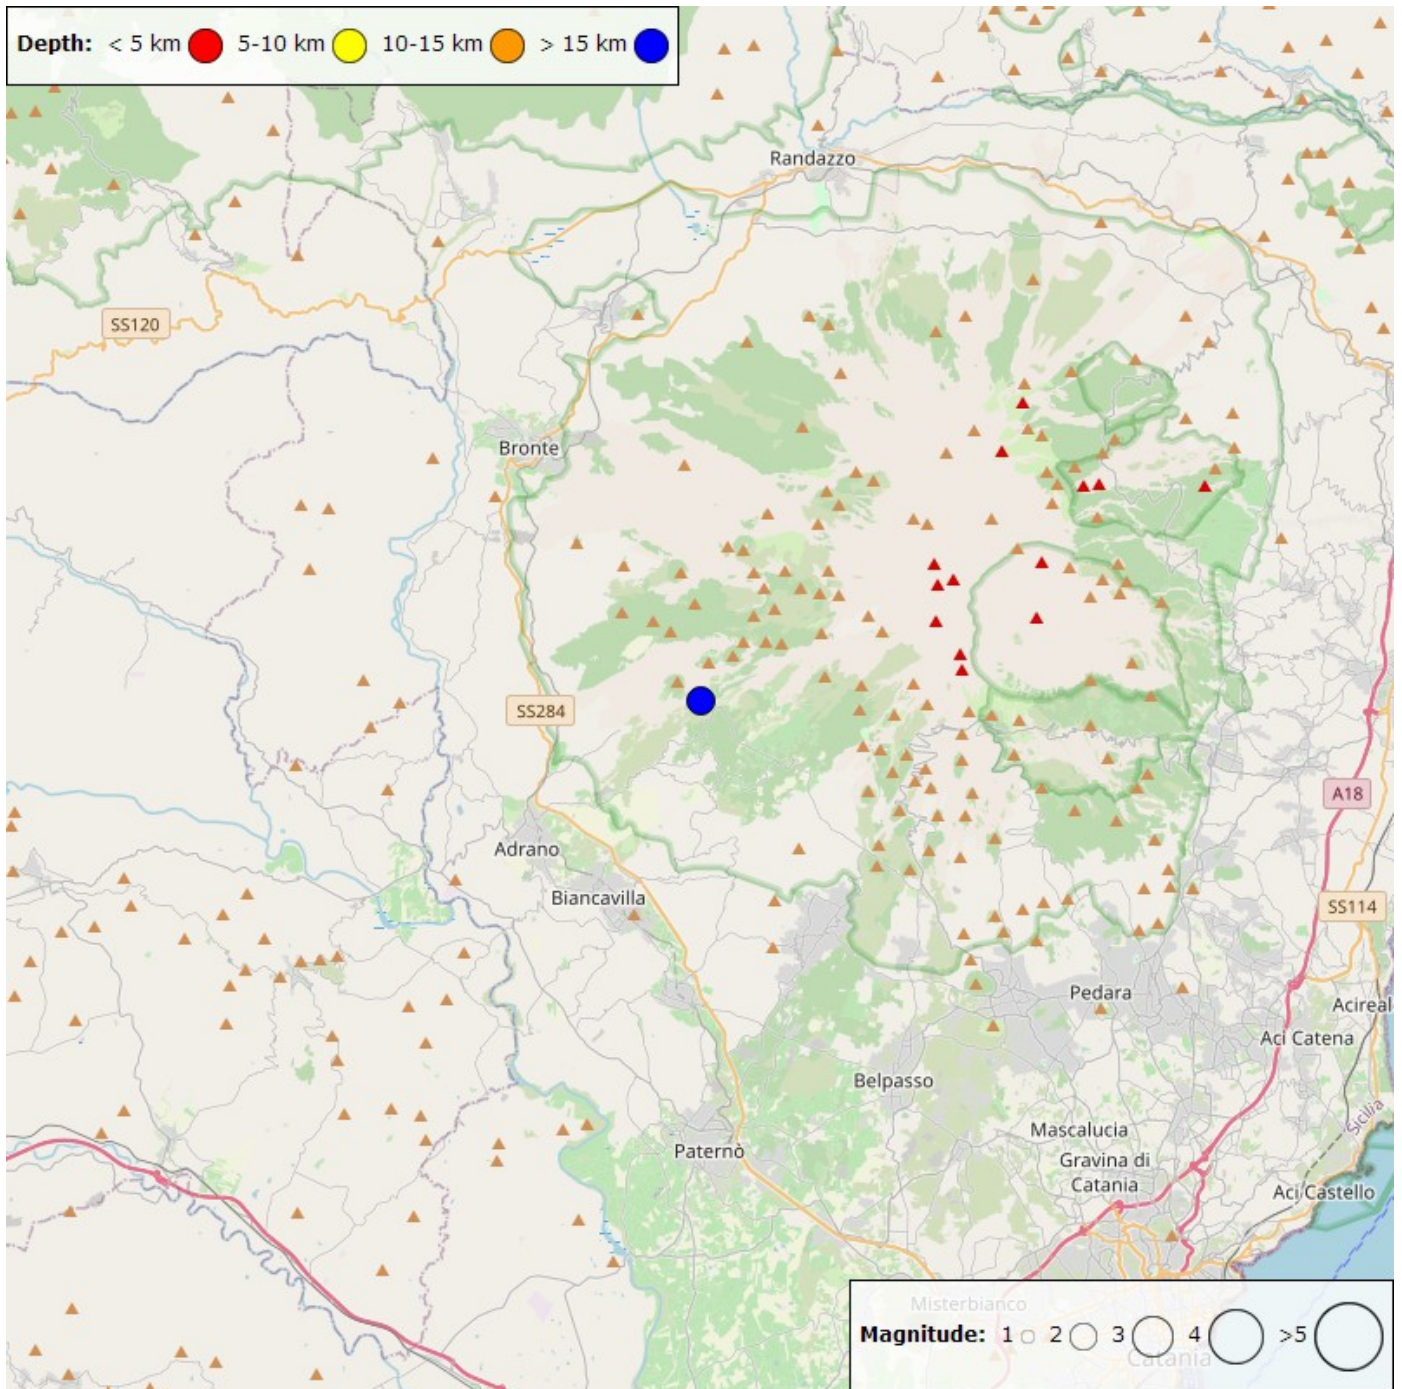 Depth: < 5 km 5-10 km 10-15 km > 15 km
Randazzo
SS120
Bronte
SS284
A18
Adrano
Biancavilla
SS114
Pedara
Acireal
Aci Catena
Belpasso
Sicilia
Mascalucia
Paternò
Gravina di
Catania
Aci Castello
Misterbianco
Magnitude: 1 2 3 4 >5
Catania